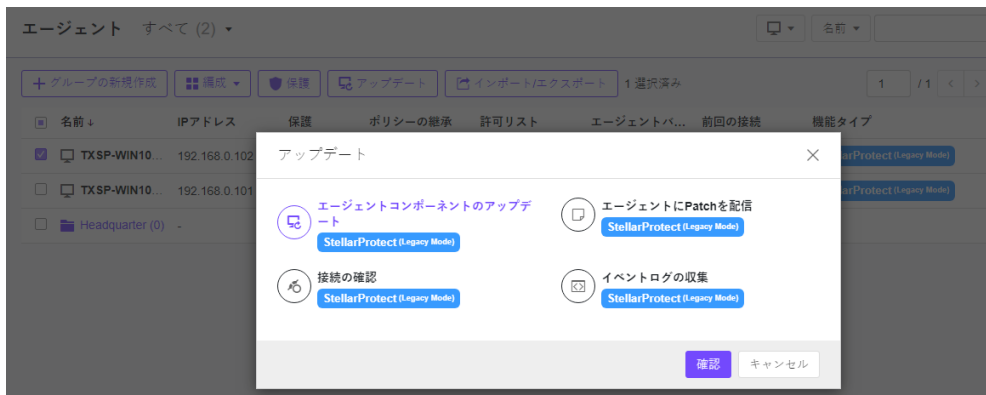 エージェント すべて (2)
名前
グループの新規作成 編成 保護 アップデート インポート/エクスポート 1 選択済み 1 / 1
名前↓ IPアドレス 保護 ポリシーの継承 許可リスト エージェントバ... 前回の接続 機能タイプ
TXSP-WIN10... 192.168.0.102 arProtect (Legacy Mode)
TXSP-WIN10... 192.168.0.101 arProtect (Legacy Mode)
Headquarter (0) -
アップデート
エージェントコンポーネントのアップデ
ート
StellarProtect (Legacy Mode)
エージェントにPatchを配信
StellarProtect (Legacy Mode)
接続の確認
StellarProtect (Legacy Mode)
イベントログの収集
StellarProtect (Legacy Mode)
確認 キャンセル